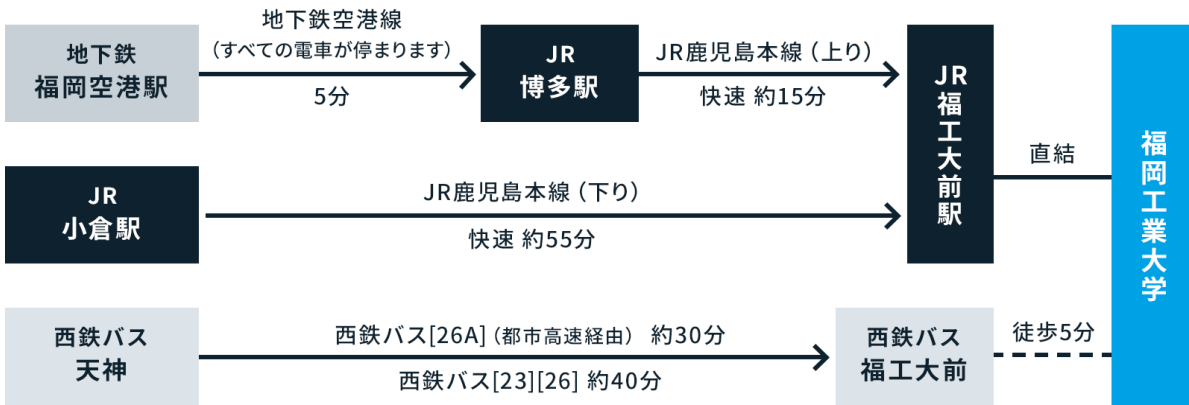 地下鉄
福岡空港駅
地下鉄空港線
（すべての電車が停まります）
5分
JR
博多駅
JR鹿児島本線（上り）
快速 約15分
JR
福工大前駅
直結
福岡工業大学
JR
小倉駅
JR鹿児島本線（下り）
快速 約55分
西鉄バス
天神
西鉄バス[26A]（都市高速経由） 約30分
西鉄バス[23][26] 約40分
西鉄バス
福工大前
徒歩5分